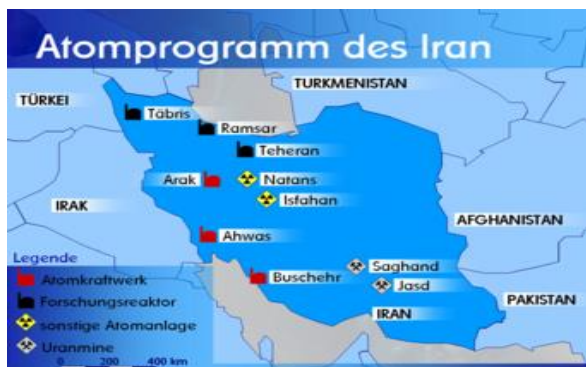 Atomprogramm des Iran
TÜRKEI
TURKMENISTAN
Täbris
Ramsar
Teheran
Arak
Natans
Isfahan
IRAK
AFGHANISTAN
Ahwas
Legende
Atomkraftwerk
Forschungsreaktor
sonstige Atomanlage
Uranmine
0 200 400 km
Buschehr
Saghand
Jasd
IRAN
PAKISTAN